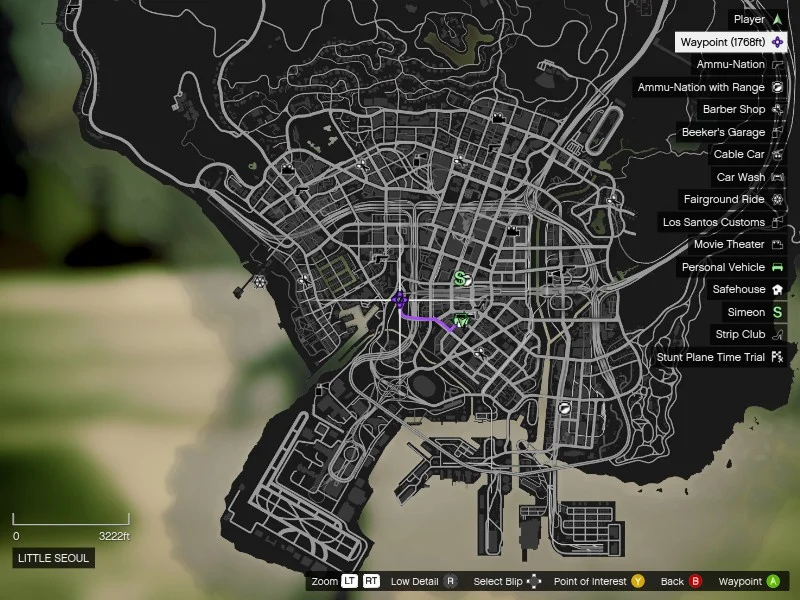 Player
Waypoint (1768ft)
Ammu-Nation
Ammu-Nation with Range
Barber Shop
Beeker's Garage
Cable Car
Car Wash
Fairground Ride
Los Santos Customs
Movie Theater
Personal Vehicle
Safehouse
Simeon S
Strip Club
Stunt Plane Time Trial
S
0 3222ft
LITTLE SEOUL
Zoom LT RT Low Detail R Select Blip Point of Interest Y Back B Waypoint A